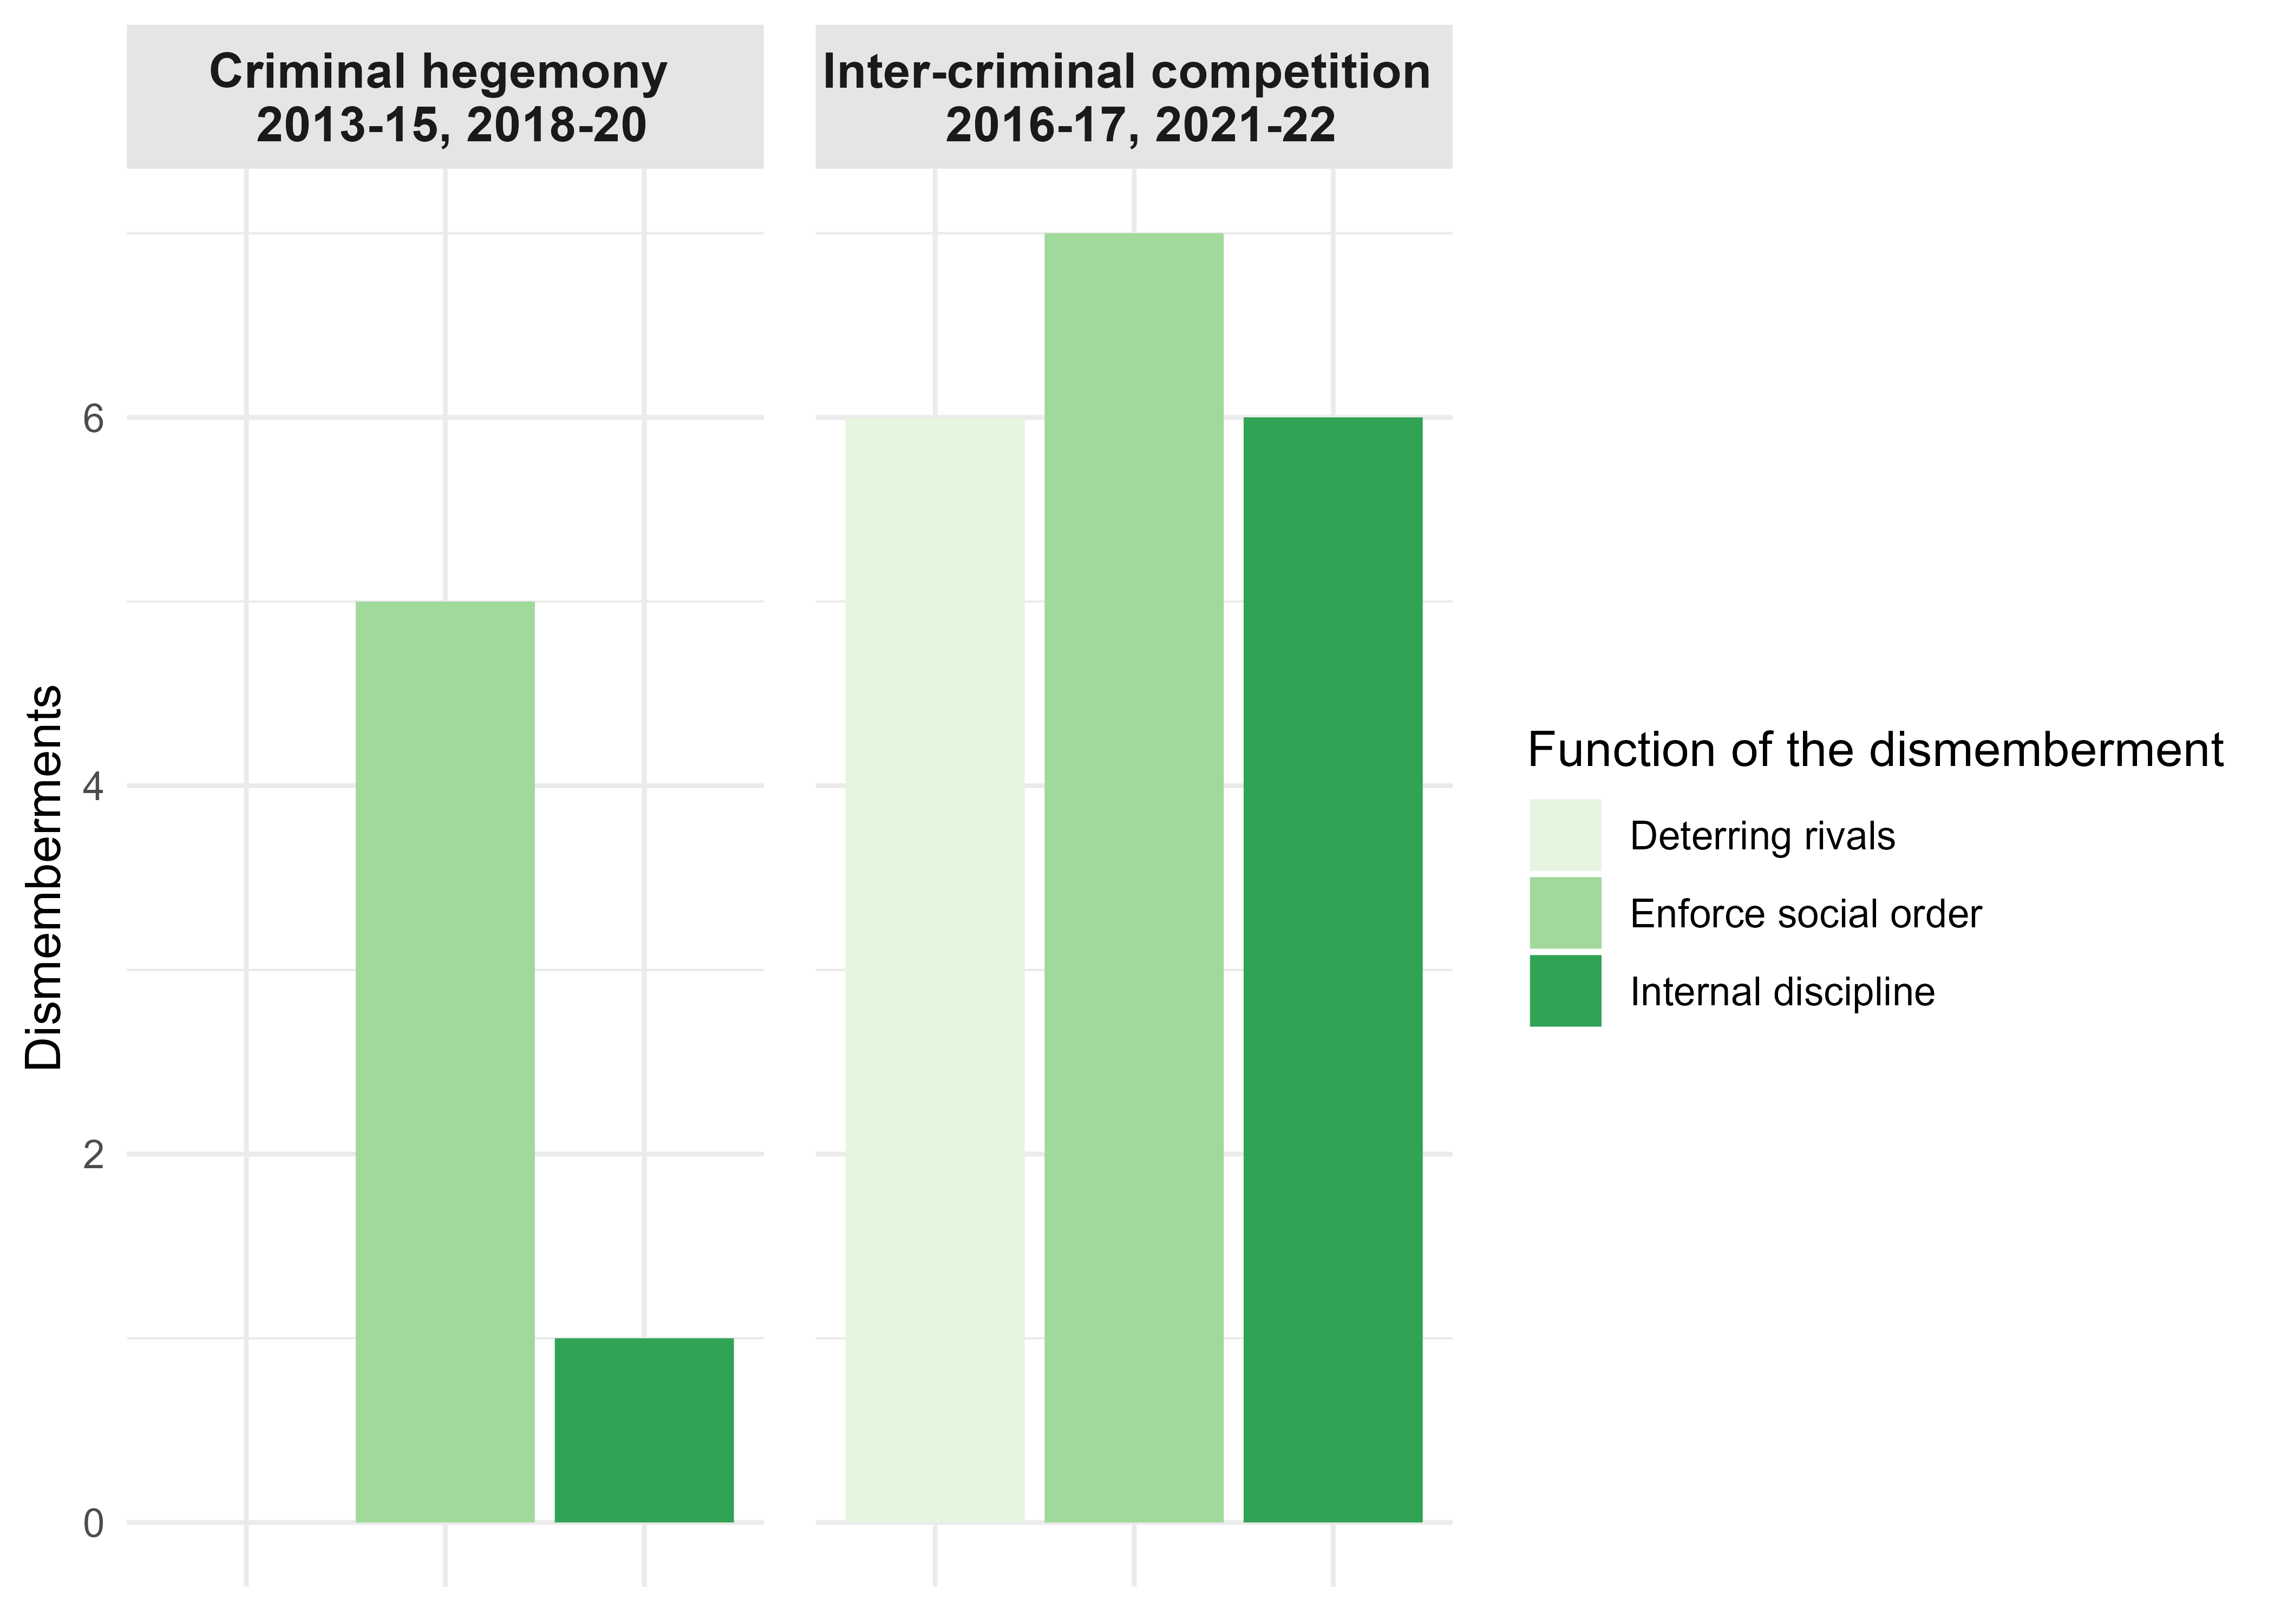 Criminal hegemony
2013-15, 2018-20
Inter-criminal competition
2016-17, 2021-22
Dismemberments
6
4
2
0
Function of the dismemberment
Deterring rivals
Enforce social order
Internal discipline